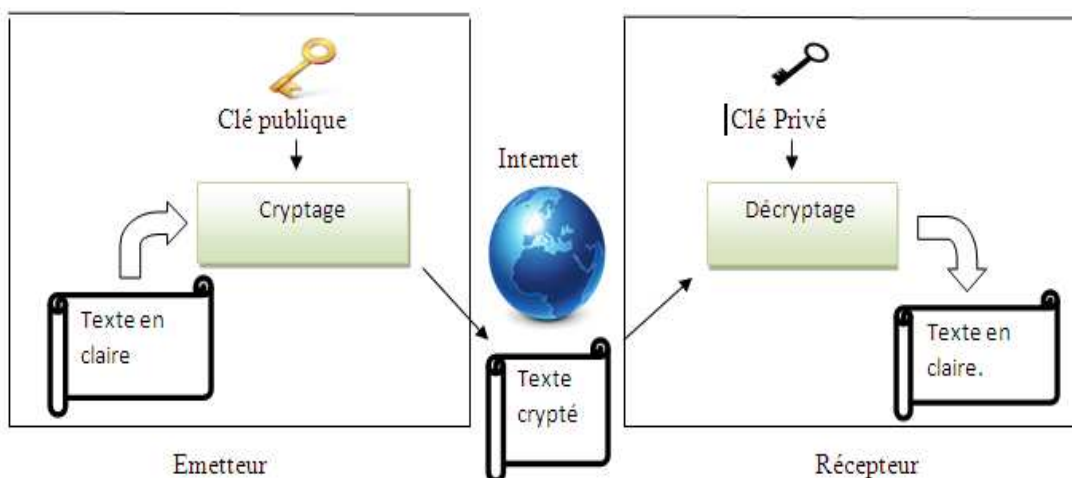 Clé publique
Cryptage
Texte en
claire
Emetteur
Internet
Texte
crypté
Clé Privé
Décryptage
Texte en
claire.
Récepteur